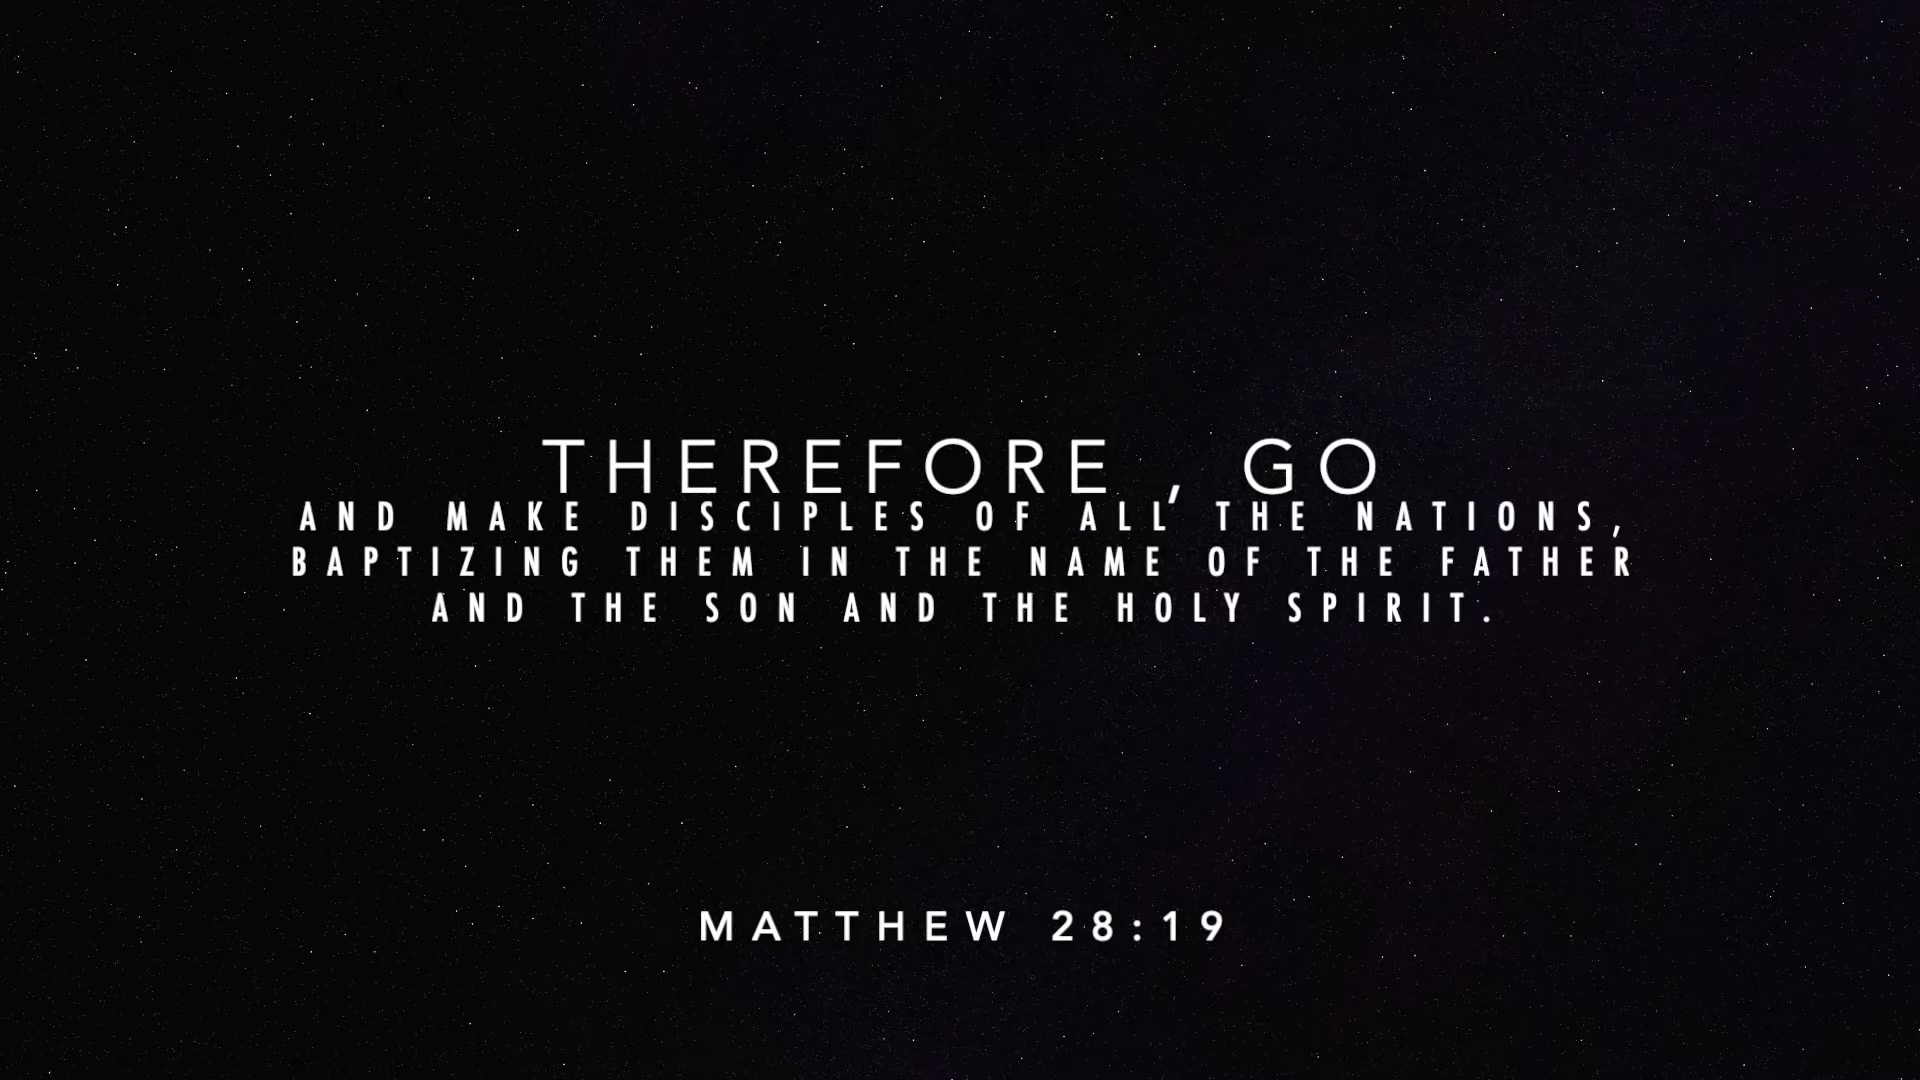 THEREFORE, GO
AND MAKE DISCIPLES OF ALL THE NATIONS,
BAPTIZING THEM IN THE NAME OF THE FATHER
AND THE SON AND THE HOLY SPIRIT.
MATTHEW 28:19